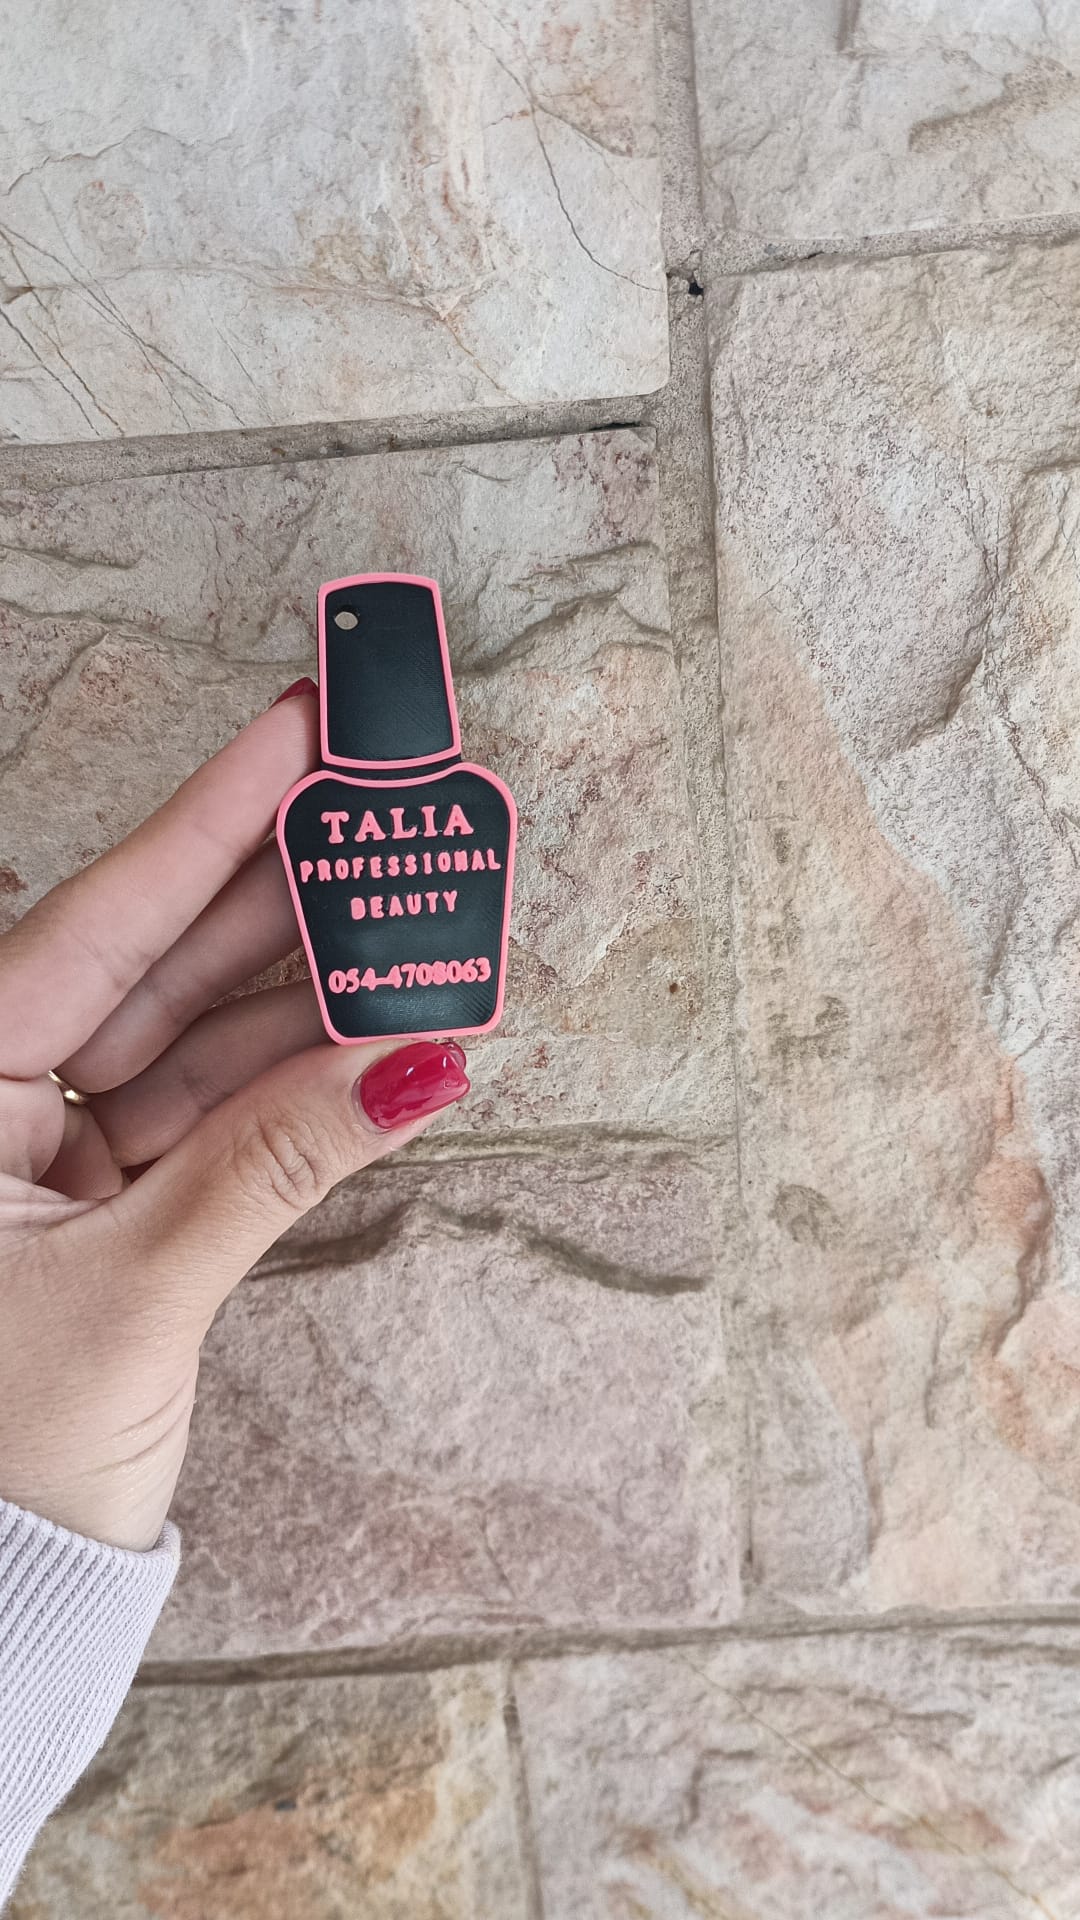 TALIA
PROFESSIONAL
BEAUTY
054-4708063